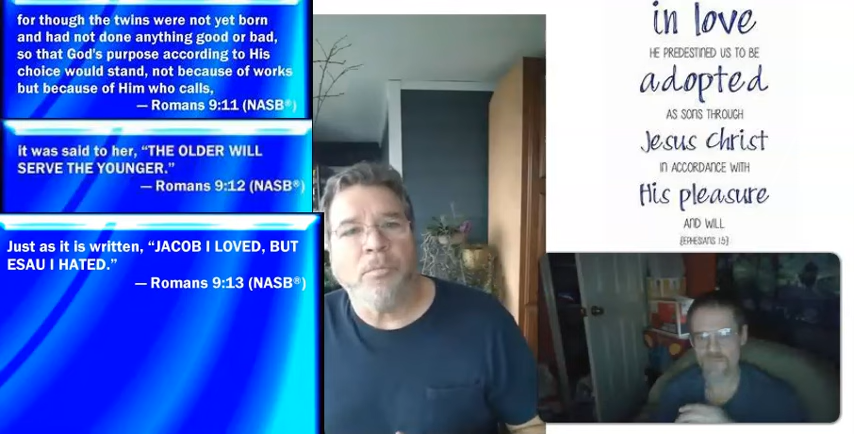 for though the twins were not yet born
and had not done anything good or bad,
so that God's purpose according to His
choice would stand, not because of works
but because of Him who calls,
— Romans 9:11 (NASB®)
it was said to her, “THE OLDER WILL
SERVE THE YOUNGER.”
— Romans 9:12 (NASB®)
Just as it is written, “JACOB I LOVED, BUT
ESAU I HATED.”
— Romans 9:13 (NASB®)
in love
HE PREDESTINED US TO BE
adopted
AS SONS THROUGH
Jesus Christ
IN ACCORDANCE WITH
His pleasure
AND WILL
{EPHESIANS 1:5}